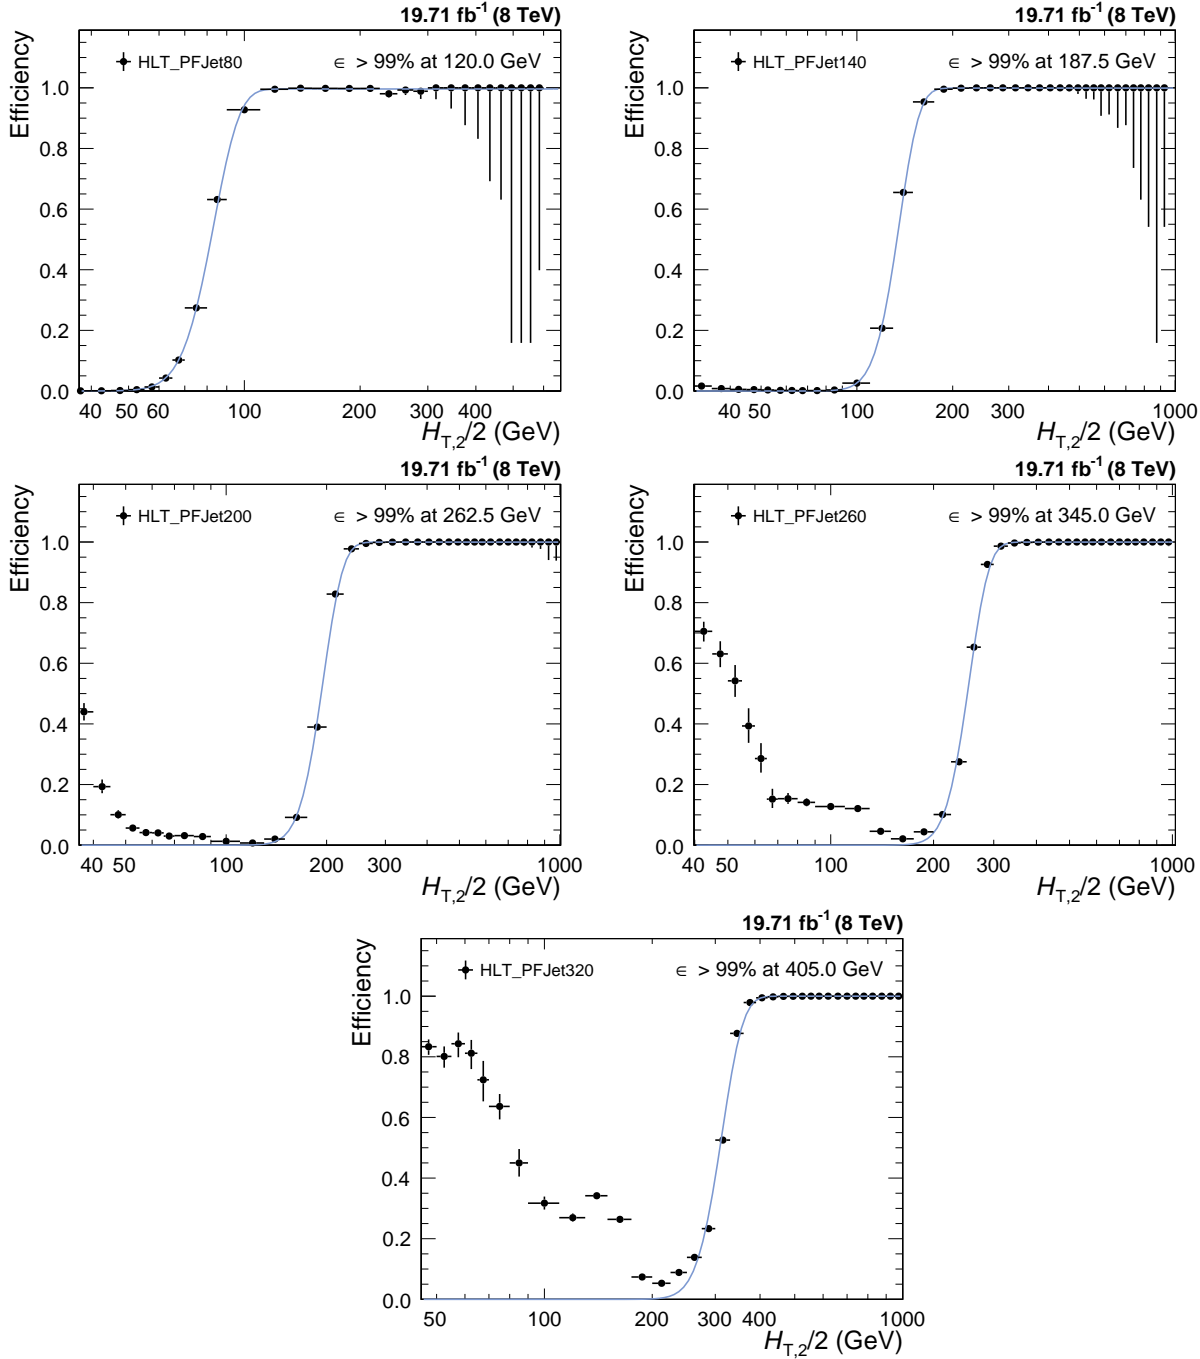 19.71 fb⁻¹ (8 TeV)
Efficiency
HLT_PFJet80
∈ > 99% at 120.0 GeV
1.0
0.8
0.6
0.4
0.2
0.0
40 50 60 100 200 300 400
H_T,2/2 (GeV)
19.71 fb⁻¹ (8 TeV)
Efficiency
HLT_PFJet140
∈ > 99% at 187.5 GeV
1.0
0.8
0.6
0.4
0.2
0.0
40 50 100 200 300 1000
H_T,2/2 (GeV)
19.71 fb⁻¹ (8 TeV)
Efficiency
HLT_PFJet200
∈ > 99% at 262.5 GeV
1.0
0.8
0.6
0.4
0.2
0.0
40 50 100 200 300 1000
H_T,2/2 (GeV)
19.71 fb⁻¹ (8 TeV)
Efficiency
HLT_PFJet260
∈ > 99% at 345.0 GeV
1.0
0.8
0.6
0.4
0.2
0.0
40 50 100 200 300 1000
H_T,2/2 (GeV)
19.71 fb⁻¹ (8 TeV)
Efficiency
HLT_PFJet320
∈ > 99% at 405.0 GeV
1.0
0.8
0.6
0.4
0.2
0.0
50 100 200 300 400 1000
H_T,2/2 (GeV)